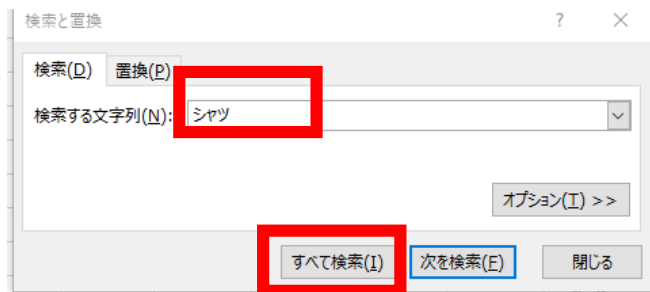 検索と置換 ? ×
検索(D) 置換(P)
検索する文字列(N): シャツ
オプション(T) >>
すべて検索(I) 次を検索(F) 閉じる